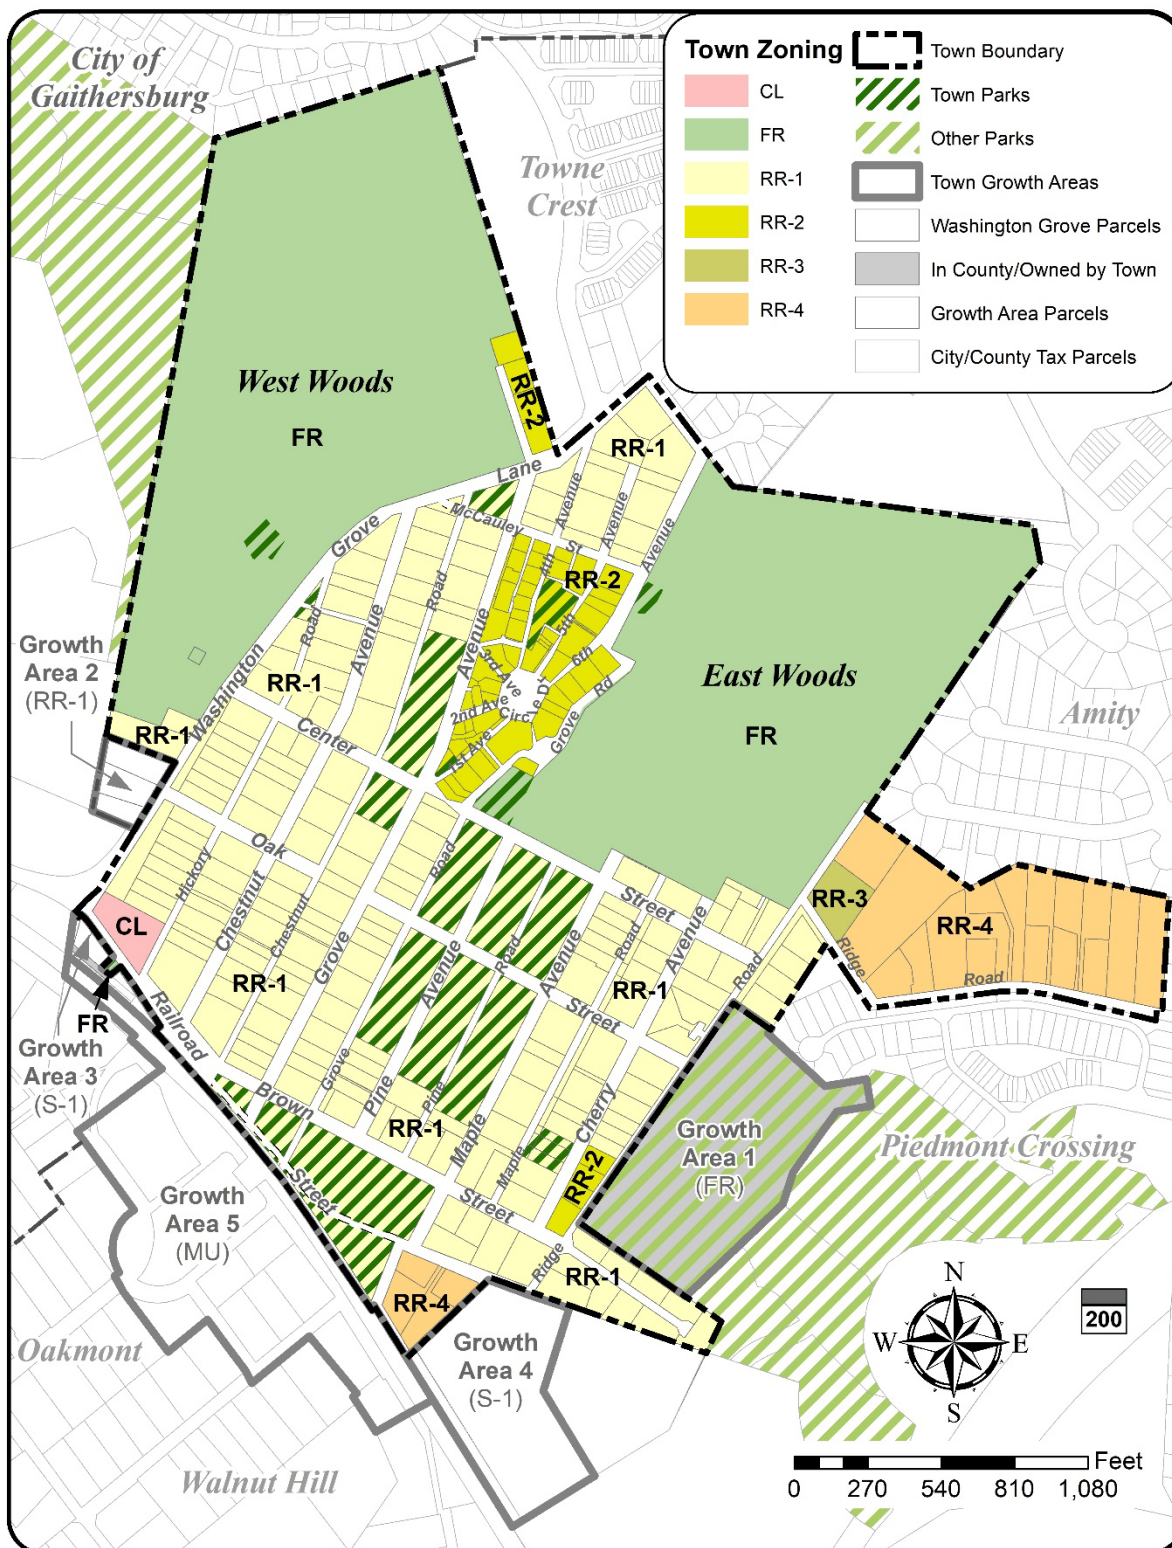 City of
Gaithersburg
Towne
Crest
Town Zoning
CL
FR
RR-1
RR-2
RR-3
RR-4
Town Boundary
Town Parks
Other Parks
Town Growth Areas
Washington Grove Parcels
In County/Owned by Town
Growth Area Parcels
City/County Tax Parcels
West Woods
FR
RR-2
RR-1
Lane
Grove
Washington
McCauley
St
Avenue
Avenue
Avenue
4th
5th
6th
RR-2
Road
Road
Avenue
Avenue
3rd Ave
2nd Ave
1st Ave
Circle Dr
Grove
Rd
East Woods
FR
Amity
Growth
Area 2
(RR-1)
RR-1
RR-1
Center
Street
Oak
Street
Hickory
Chestnut
Chestnut
Grove
Road
Avenue
Road
Avenue
Road
Avenue
Road
RR-1
RR-1
RR-3
RR-4
Ridge
Road
CL
FR
Railroad
Street
Growth
Area 3
(S-1)
Brown
Street
Grove
Pine
Pine
RR-1
Maple
Maple
Cherry
RR-2
Ridge
RR-1
RR-4
Growth
Area 1
(FR)
Piedmont Crossing
Growth
Area 5
(MU)
Growth
Area 4
(S-1)
Oakmont
Walnut Hill
N
W
E
S
200
Feet
0
270
540
810
1,080